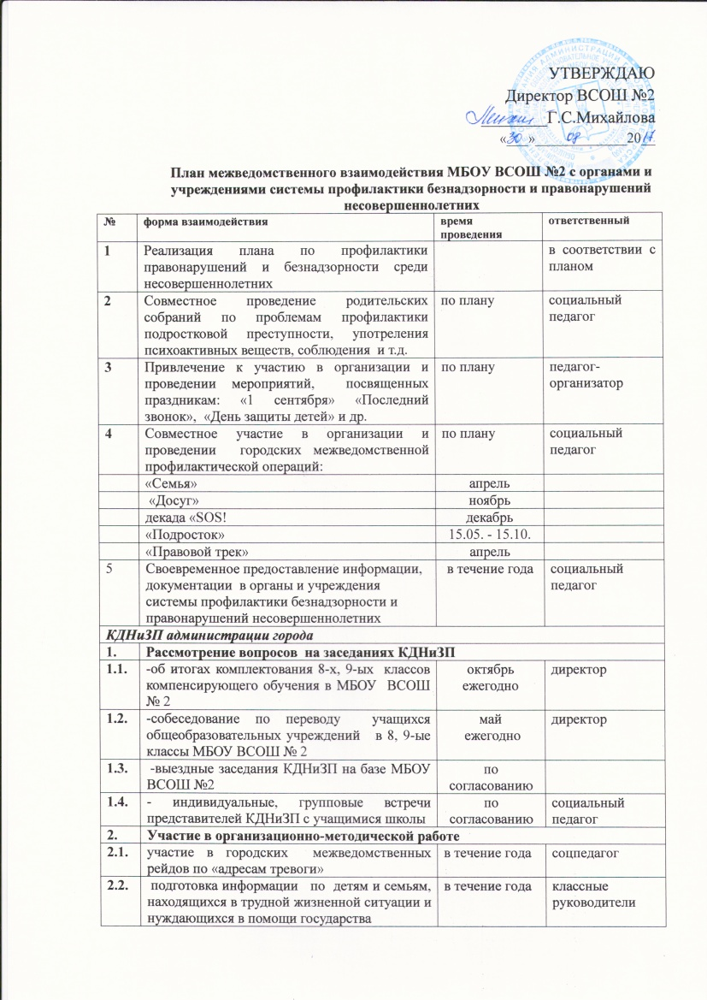 УТВЕРЖДАЮ
Директор ВСОШ №2
Г.С.Михайлова
«30» 08 2017
План межведомственного взаимодействия МБОУ ВСОШ №2 с органами и
учреждениями системы профилактики безнадзорности и правонарушений
несовершеннолетних
№ форма взаимодействия время проведения ответственный
1 Реализация плана по профилактики в соответствии с
правонарушений и безнадзорности среди планом
несовершеннолетних
2 Совместное проведение родительских по плану социальный
собраний по проблемам профилактики педагог
подростковой преступности, употреления
психоактивных веществ, соблюдения и т.д.
3 Привлечение к участию в организации и по плану педагог-
проведении мероприятий, посвященных организатор
праздникам: «1 сентября» «Последний
звонок», «День защиты детей» и др.
4 Совместное участие в организации и по плану социальный
проведении городских межведомственной педагог
профилактической операций:
«Семья» апрель
«Досуг» ноябрь
декада «SOS! декабрь
«Подросток» 15.05. - 15.10.
«Правовой трек» апрель
5 Своевременное предоставление информации, в течение года социальный
документации в органы и учреждения педагог
системы профилактики безнадзорности и
правонарушений несовершеннолетних
КДНиЗП администрации города
1. Рассмотрение вопросов на заседаниях КДНиЗП
1.1. -об итогах комплектования 8-х, 9-ых классов октябрь директор
компенсирующего обучения в МБОУ ВСОШ ежегодно
№ 2
1.2. -собеседование по переводу учащихся май директор
общеобразовательных учреждений в 8, 9-ые ежегодно
классы МБОУ ВСОШ № 2
1.3. -выездные заседания КДНиЗП на базе МБОУ по
ВСОШ №2 согласованию
1.4. - индивидуальные, групповые встречи по социальный
представителей КДНиЗП с учащимися школы согласованию педагог
2. Участие в организационно-методической работе
2.1. участие в городских межведомственных в течение года соцпедагог
рейдов по «адресам тревоги»
2.2. подготовка информации по детям и семьям, в течение года классные
находящихся в трудной жизненной ситуации и руководители
нуждающихся в помощи государства